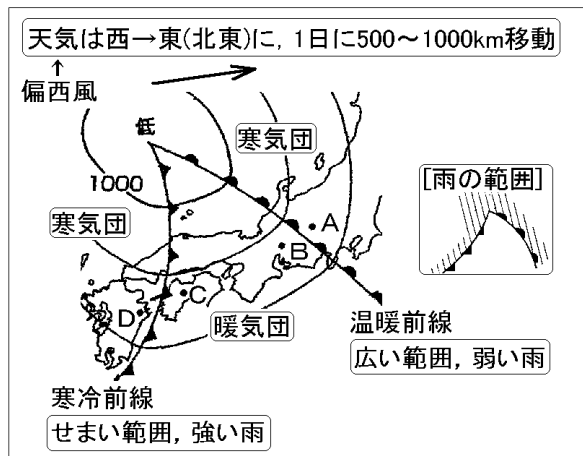 天気は西→東(北東)に, 1日に500〜1000km移動
↑
偏西風
低
寒気団
1000
[雨の範囲]
寒気団
A
B
C
D
暖気団
温暖前線
広い範囲, 弱い雨
寒冷前線
せまい範囲, 強い雨